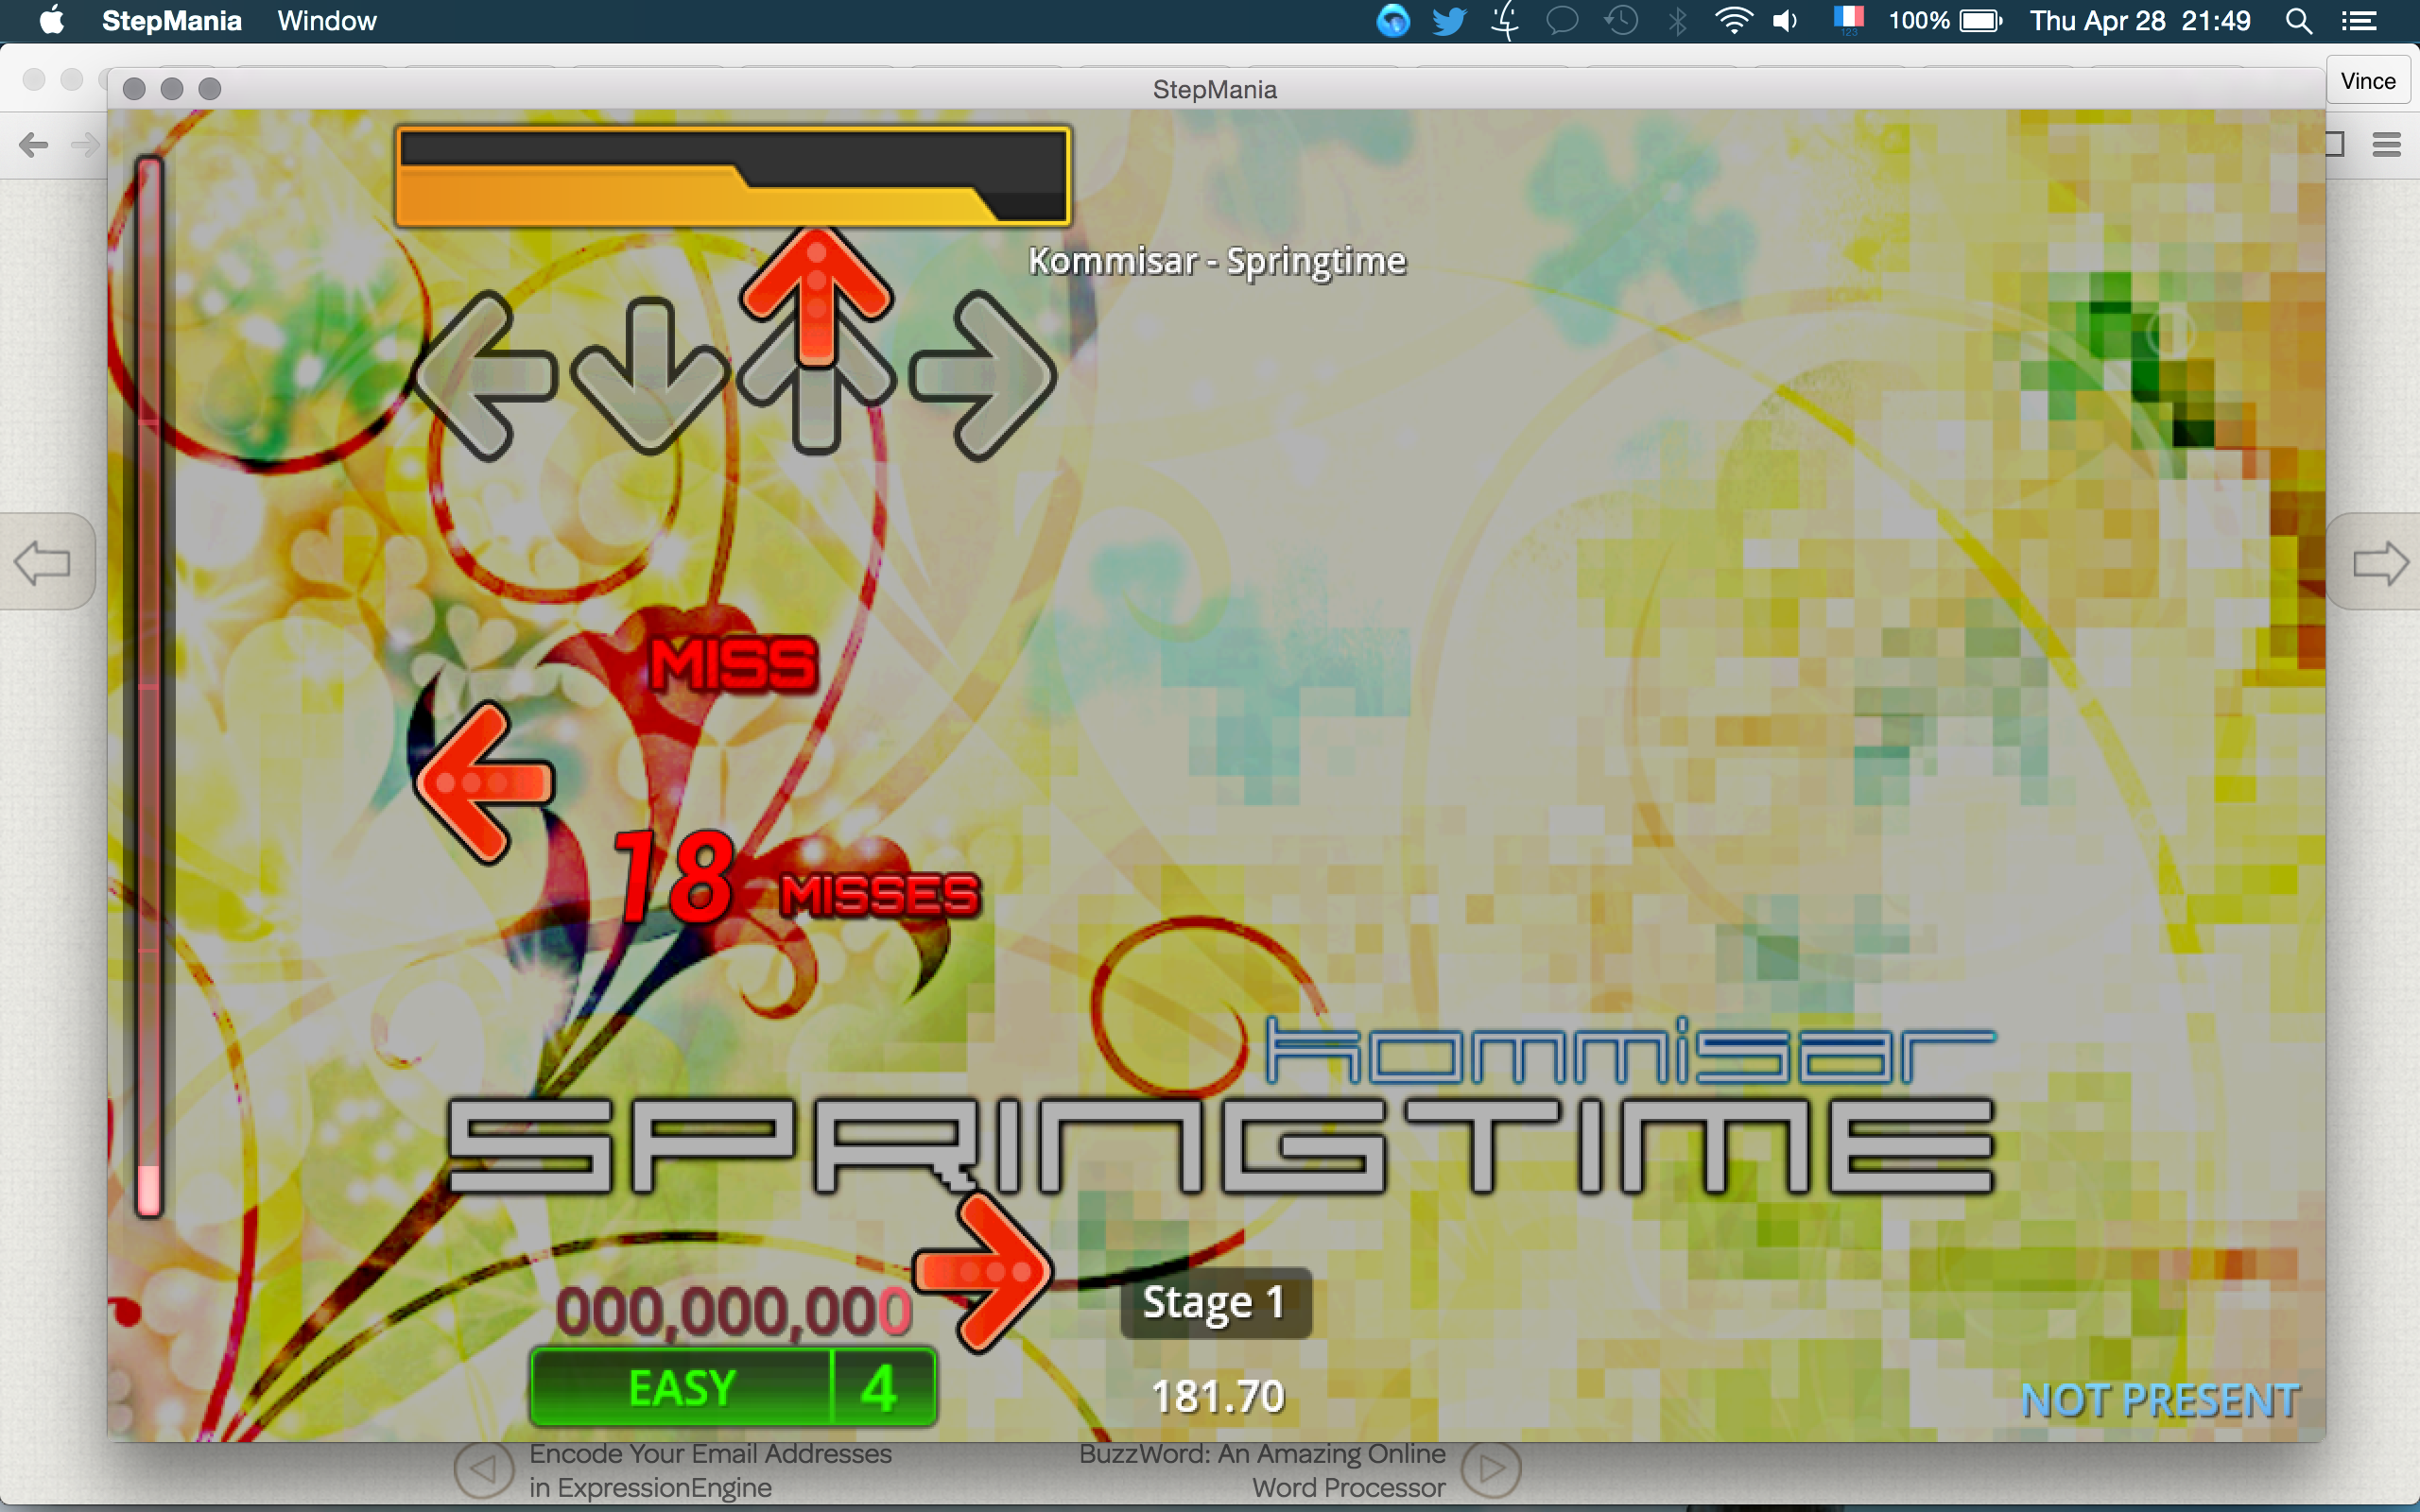 StepMania Window 123 100% Thu Apr 28 21:49
StepMania
Vince
Kommisar - Springtime
MISS
18 MISSES
kommisar
SPRINGTIME
000,000,000
Stage 1
EASY 4
181.70
NOT PRESENT
Encode Your Email Addresses
in ExpressionEngine
BuzzWord: An Amazing Online
Word Processor